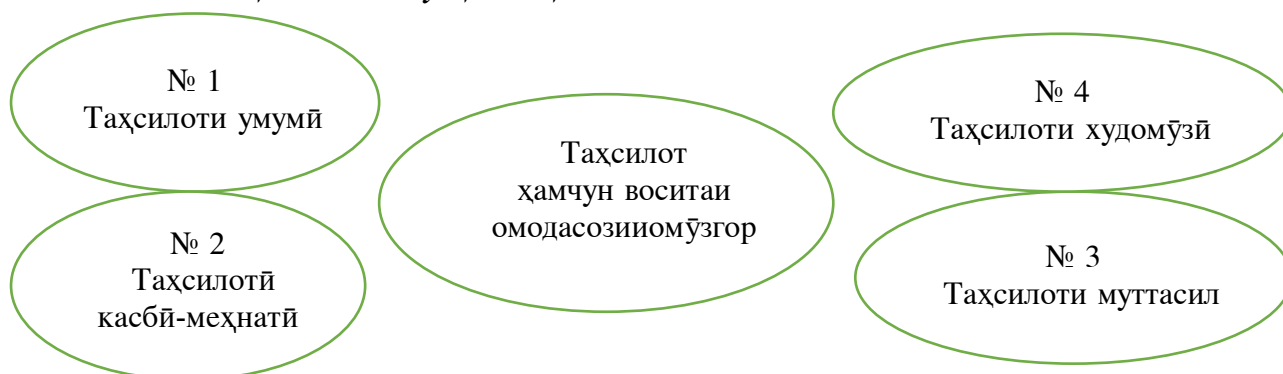 № 1
Таҳсилоти умумӣ
№ 2
Таҳсилотӣ
касбӣ-меҳнатӣ
Таҳсилот
ҳамчун воситаи
омодасозииомӯзгор
№ 4
Таҳсилоти худомӯзӣ
№ 3
Таҳсилоти муттасил